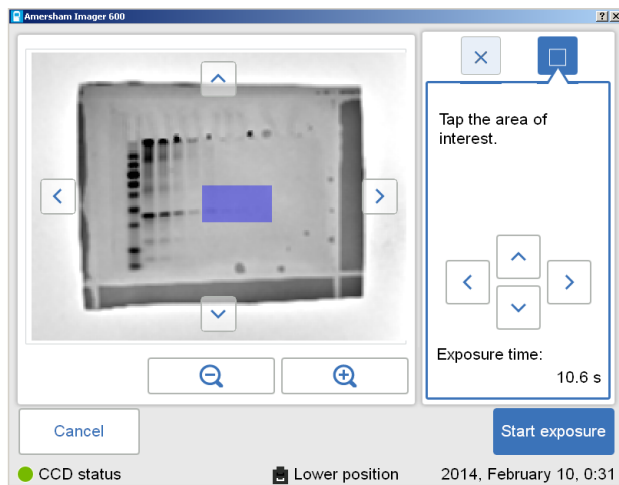 Amersham Imager 600
Tap the area of
interest.
Exposure time:
10.6 s
Cancel
Start exposure
CCD status
Lower position
2014, February 10, 0:31